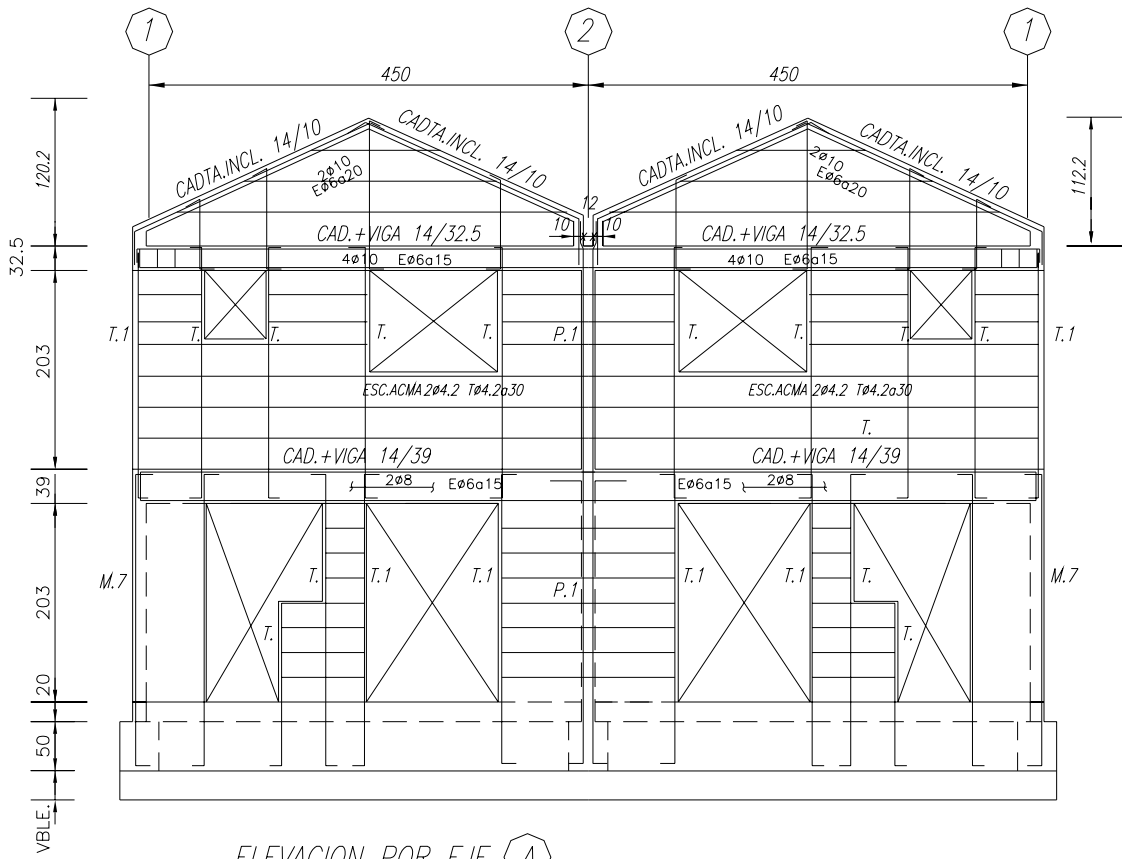 1
2
1
450
450
120.2
112.2
CADTA.INCL. 14/10
CADTA.INCL. 14/10
CADTA.INCL. 14/10
CADTA.INCL. 14/10
2ø10
Eø6a20
2ø10
Eø6a20
12
10
10
32.5
CAD.+VIGA 14/32.5
CAD.+VIGA 14/32.5
4ø10 Eø6a15
4ø10 Eø6a15
203
T.1
T.
T.
T.
T.
P.1
T.
T.
T.
T.
T.1
ESC.ACMA 2ø4.2 Tø4.2a30
ESC.ACMA 2ø4.2 Tø4.2a30
T.
CAD.+VIGA 14/39
CAD.+VIGA 14/39
39
2ø8
Eø6a15
Eø6a15
2ø8
203
M.7
T.
T.1
T.1
P.1
T.1
T.1
T.
M.7
T.
T.
20
50
VBLE.
ELEVACION POR EJE A